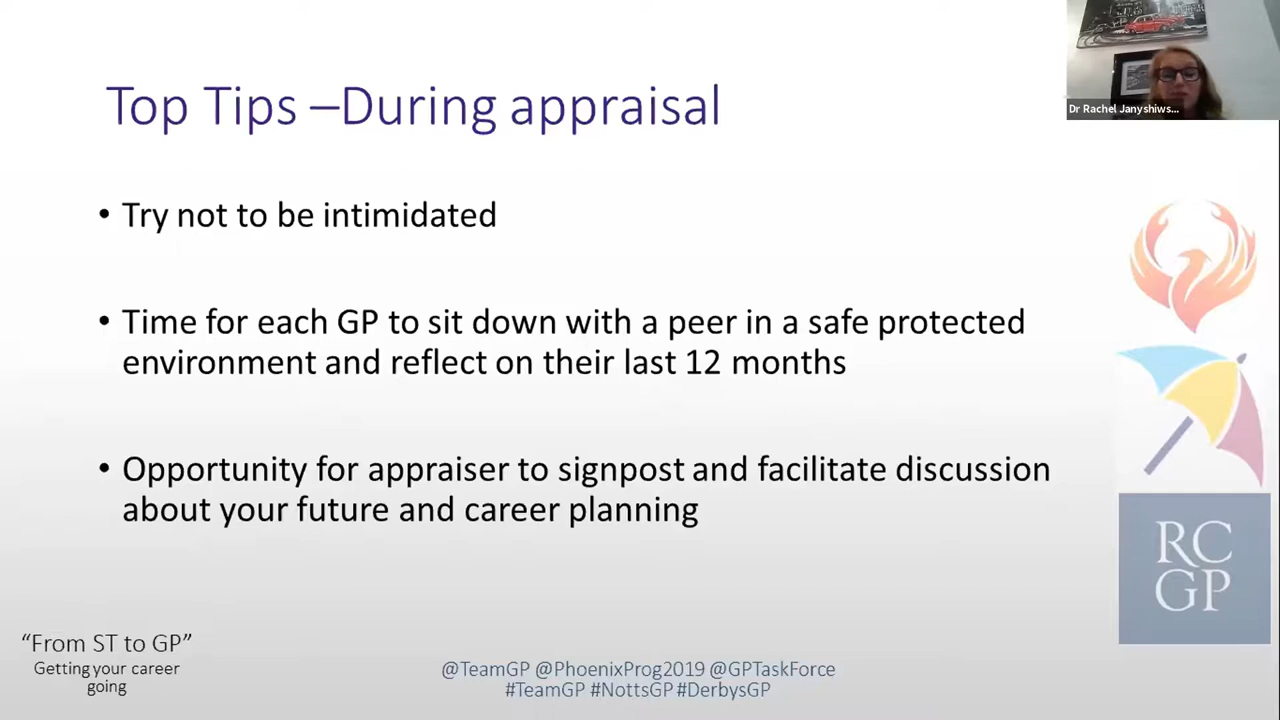 Top Tips –During appraisal
Dr Rachel Janyshiws...
• Try not to be intimidated
• Time for each GP to sit down with a peer in a safe protected
environment and reflect on their last 12 months
• Opportunity for appraiser to signpost and facilitate discussion
about your future and career planning
RC
GP
“From ST to GP”
Getting your career
going
@TeamGP @PhoenixProg2019 @GPTaskForce
#TeamGP #NottsGP #DerbysGP